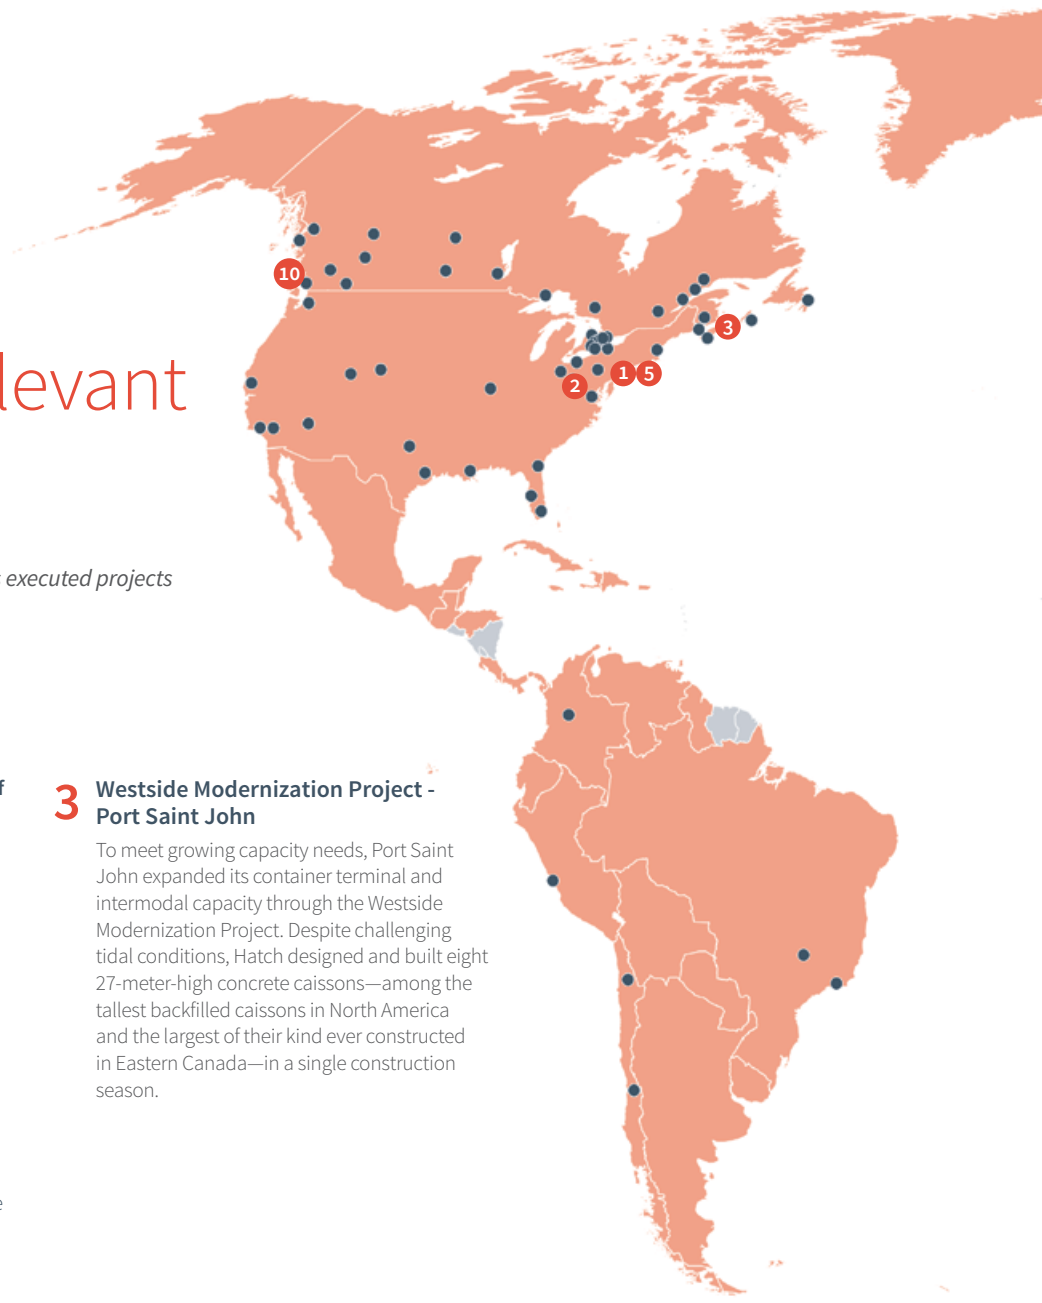 10
3
1
5
2
levant
executed projects
f
3
Westside Modernization Project -
Port Saint John
To meet growing capacity needs, Port Saint
John expanded its container terminal and
intermodal capacity through the Westside
Modernization Project. Despite challenging
tidal conditions, Hatch designed and built eight
27-meter-high concrete caissons—among the
tallest backfilled caissons in North America
and the largest of their kind ever constructed
in Eastern Canada—in a single construction
season.
e